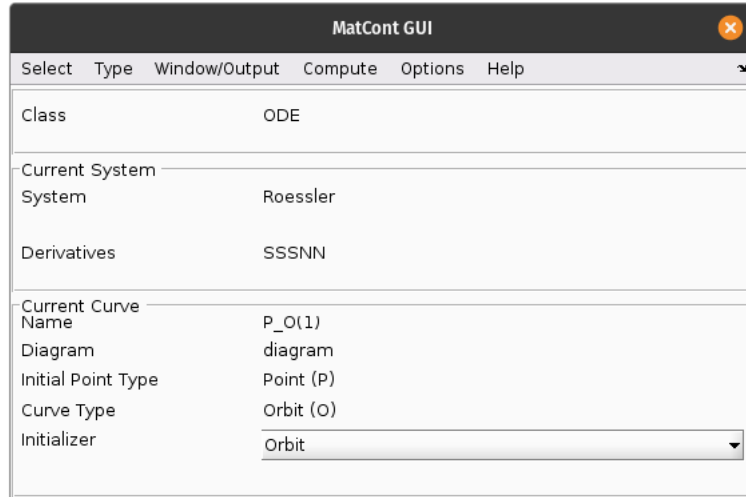 MatCont GUI
Select Type Window/Output Compute Options Help
Class ODE
Current System
System Roessler
Derivatives SSSNN
Current Curve
Name P_O(1)
Diagram diagram
Initial Point Type Point (P)
Curve Type Orbit (O)
Initializer Orbit